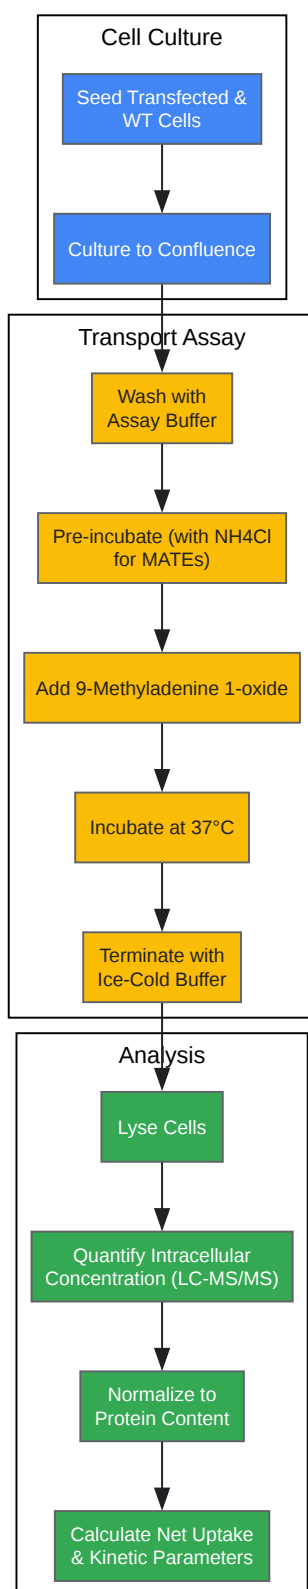 Cell Culture
Seed Transfected &
WT Cells
Culture to Confluence
Transport Assay
Wash with
Assay Buffer
Pre-incubate (with NH4Cl
for MATEs)
Add 9-Methyladenine 1-oxide
Incubate at 37°C
Terminate with
Ice-Cold Buffer
Analysis
Lyse Cells
Quantify Intracellular
Concentration (LC-MS/MS)
Normalize to
Protein Content
Calculate Net Uptake
& Kinetic Parameters